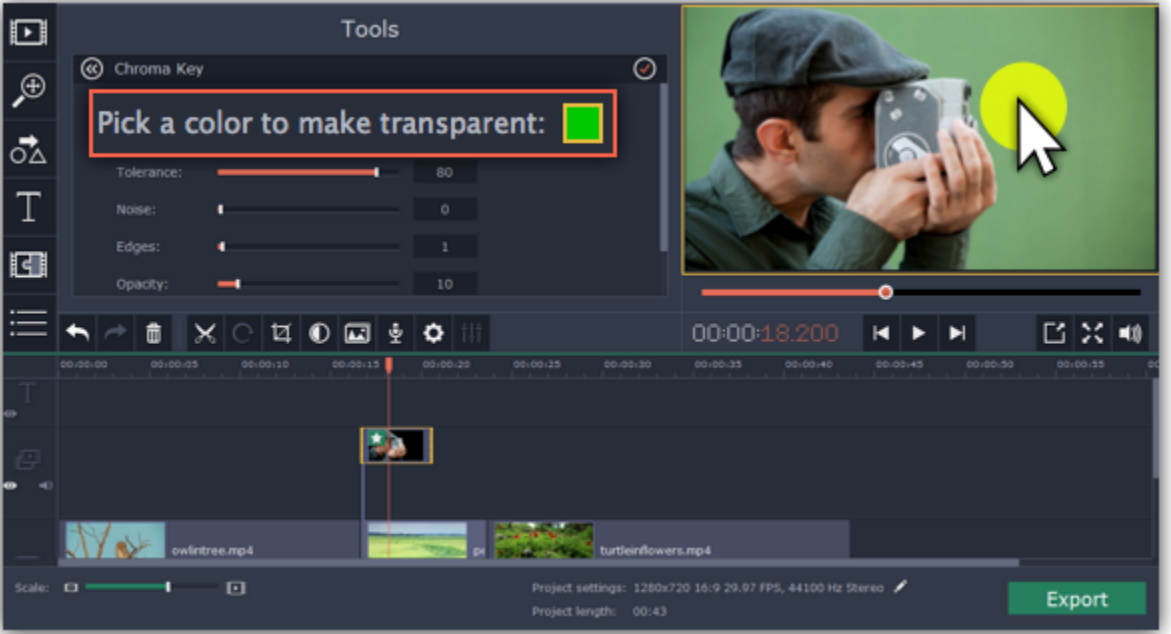 Tools
Chroma Key
Pick a color to make transparent:
Tolerance: 80
Noise: 0
Edges: 1
Opacity: 10
T
00:00:18.200
00:00:00 00:00:05 00:00:10 00:00:15 00:00:20 00:00:25 00:00:30 00:00:35 00:00:40 00:00:45 00:00:50 00:00:55 00
T
owlintree.mp4 turtleinflowers.mp4
Scale: Project settings: 1280x720 16:9 29.97 FPS, 44100 Hz Stereo
Project length: 00:43
Export